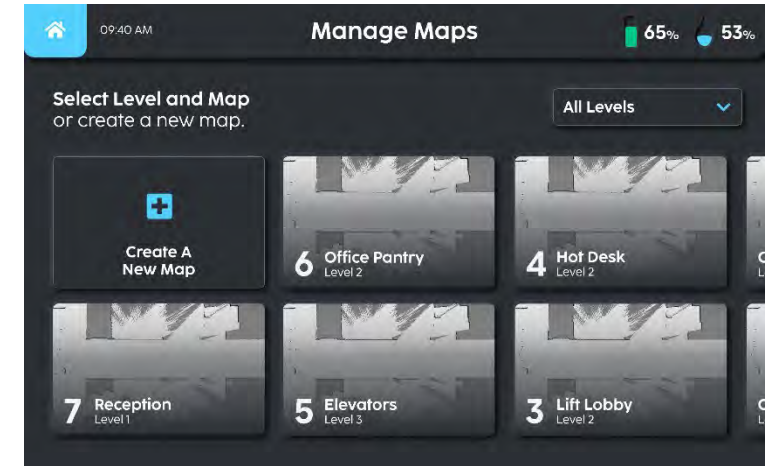 09:40 AM
Manage Maps
65%
53%
Select Level and Map
or create a new map.
All Levels
Create A
New Map
6 Office Pantry
Level 2
4 Hot Desk
Level 2
7 Reception
Level 1
5 Elevators
Level 3
3 Lift Lobby
Level 2